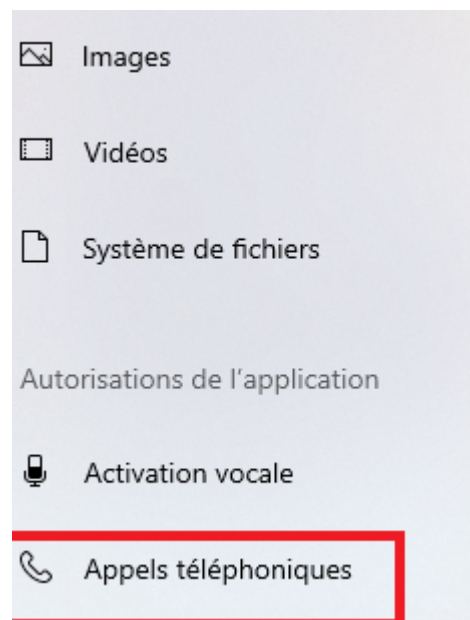 Images
Vidéos
Système de fichiers
Autorisations de l'application
Activation vocale
Appels téléphoniques